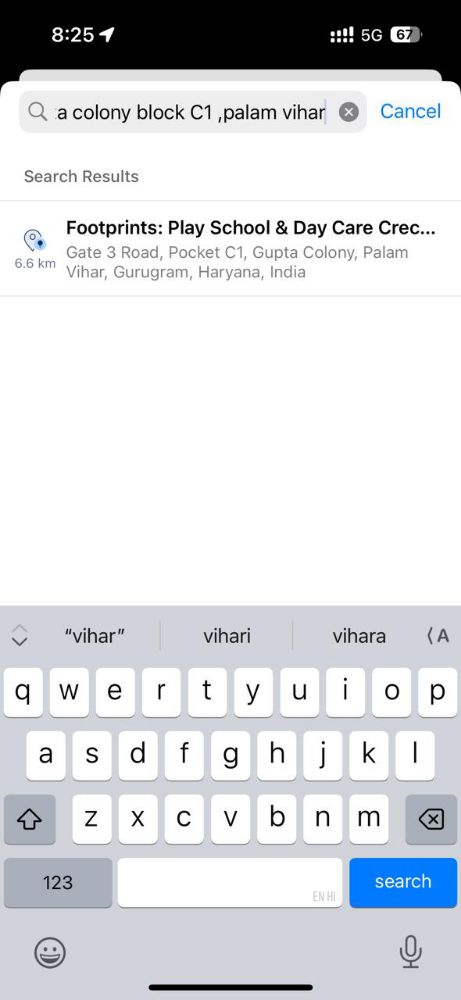 8:25
5G 67
a colony block C1 ,palam vihar
Cancel
Search Results
Footprints: Play School & Day Care Crec...
6.6 km
Gate 3 Road, Pocket C1, Gupta Colony, Palam
Vihar, Gurugram, Haryana, India
“vihar” vihari vihara ⟨A
q w e r t y u i o p
a s d f g h j k l
z x c v b n m
123
EN HI
search